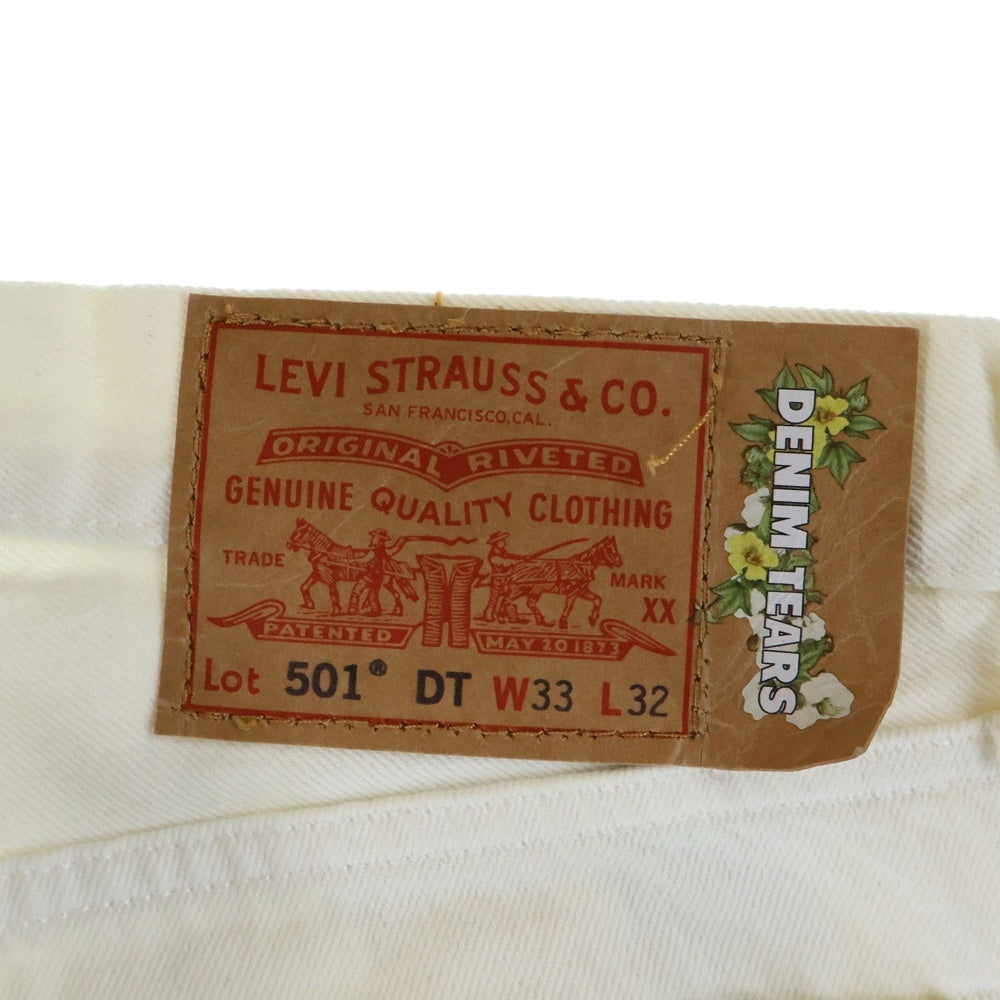 LEVI STRAUSS & CO.
SAN FRANCISCO, CAL.
ORIGINAL RIVETED
GENUINE QUALITY CLOTHING
TRADE MARK
XX
PATENTED MAY 20 1873
Lot 501® DT W33 L32
DENIM TEARS